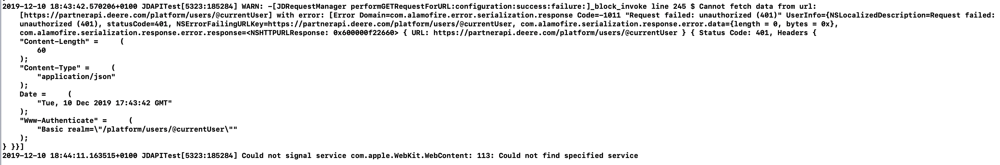 2019-12-10 18:43:42.570206+0100 JDAPITest[5323:185284] WARN: -[JDRequestManager performGETRequestForURL:configuration:success:failure:]_block_invoke line 245 $ Cannot fetch data from url:
[https://partnerapi.deere.com/platform/users/@currentUser] with error: [Error Domain=com.alamofire.error.serialization.response Code=-1011 "Request failed: unauthorized (401)" UserInfo={NSLocalizedDescription=Request failed:
unauthorized (401), statusCode=401, NSErrorFailingURLKey=https://partnerapi.deere.com/platform/users/@currentUser, com.alamofire.serialization.response.error.data={length = 0, bytes = 0x},
com.alamofire.serialization.response.error.response=<NSHTTPURLResponse: 0x600000f22660> { URL: https://partnerapi.deere.com/platform/users/@currentUser } { Status Code: 401, Headers {
"Content-Length" =     (
60
);
"Content-Type" =     (
"application/json"
);
Date =     (
"Tue, 10 Dec 2019 17:43:42 GMT"
);
"Www-Authenticate" =     (
"Basic realm=\"/platform/users/@currentUser\""
);
} }}]
2019-12-10 18:44:11.163515+0100 JDAPITest[5323:185284] Could not signal service com.apple.WebKit.WebContent: 113: Could not find specified service